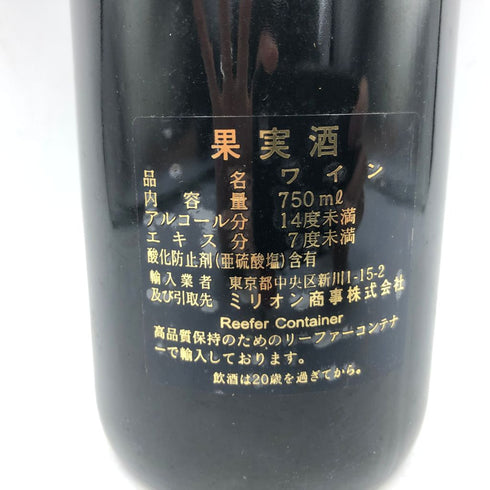 果実酒
品名 ワイン
内容量 750mℓ
アルコール分 14度未満
エキス分 7度未満
酸化防止剤(亜硫酸塩)含有
輸入業者 東京都中央区新川1-15-2
及び引取先 ミリオン商事株式会社
Reefer Container
高品質保持のためのリーファーコンテナ
ーで輸入しております。
飲酒は20歳を過ぎてから。